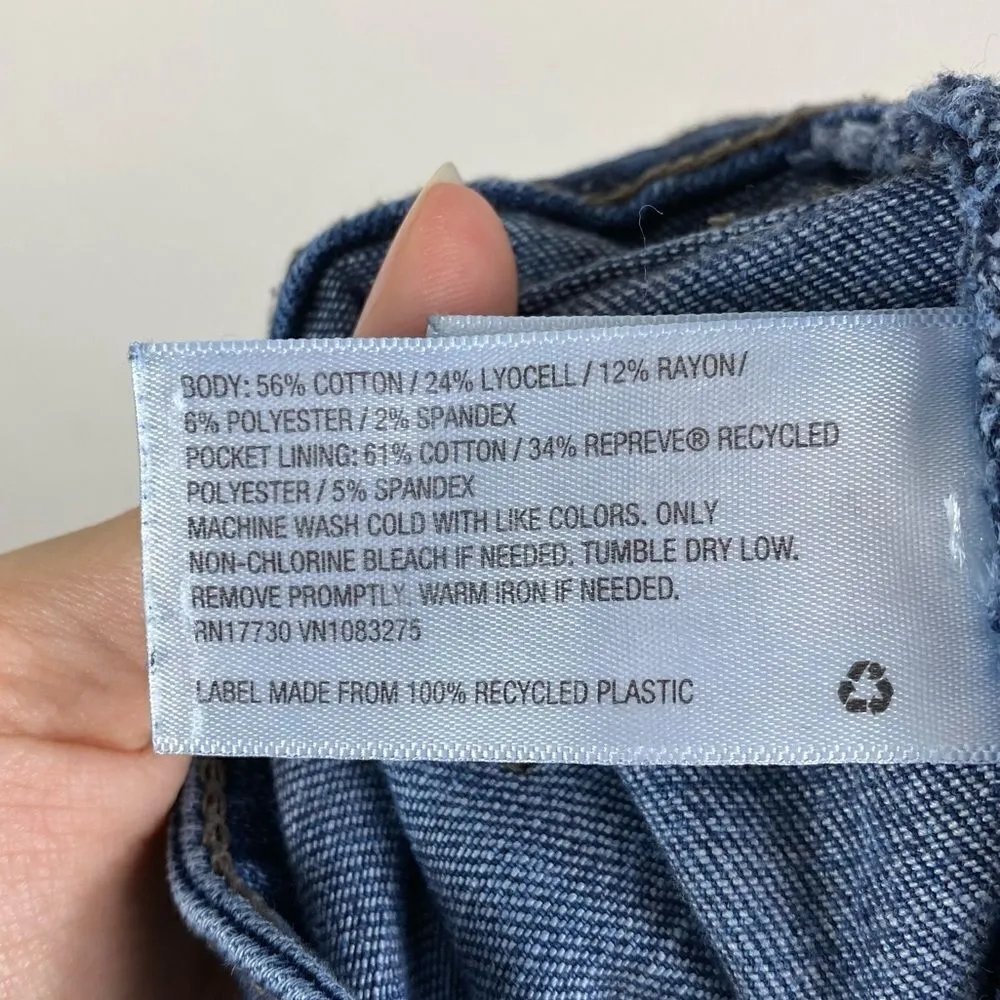 BODY: 56% COTTON / 24% LYOCELL / 12% RAYON /
6% POLYESTER / 2% SPANDEX
POCKET LINING: 61% COTTON / 34% REPREVE® RECYCLED
POLYESTER / 5% SPANDEX
MACHINE WASH COLD WITH LIKE COLORS. ONLY
NON-CHLORINE BLEACH IF NEEDED. TUMBLE DRY LOW.
REMOVE PROMPTLY. WARM IRON IF NEEDED.
RN17730 VN1083275
LABEL MADE FROM 100% RECYCLED PLASTIC